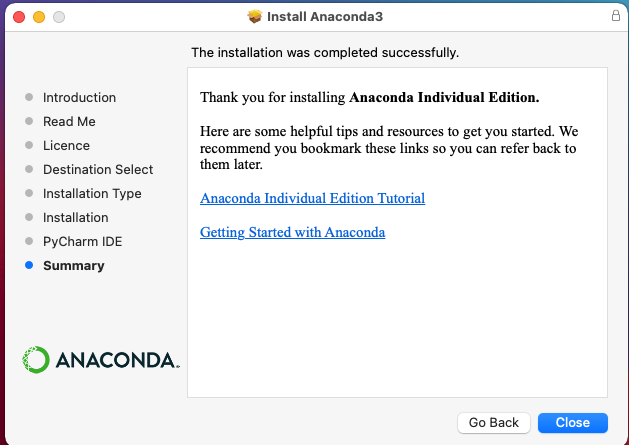 Install Anaconda3
The installation was completed successfully.
Introduction
Read Me
Licence
Destination Select
Installation Type
Installation
PyCharm IDE
Summary
Thank you for installing Anaconda Individual Edition.
Here are some helpful tips and resources to get you started. We
recommend you bookmark these links so you can refer back to
them later.
Anaconda Individual Edition Tutorial
Getting Started with Anaconda
ANACONDA.
Go Back
Close